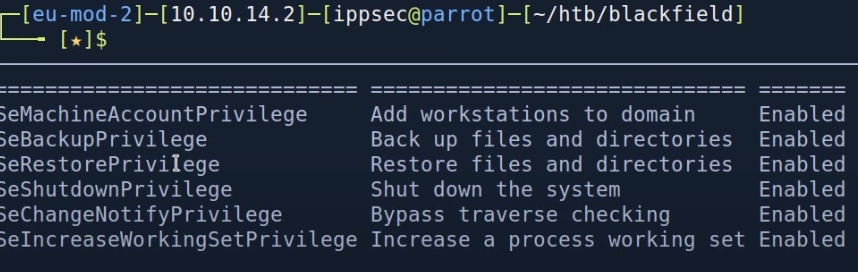 [eu-mod-2]─[10.10.14.2]─[ippsec@parrot]─[~/htb/blackfield]
[★]$
============================= ============================== =======
SeMachineAccountPrivilege Add workstations to domain Enabled
SeBackupPrivilege Back up files and directories Enabled
SeRestorePrivilege Restore files and directories Enabled
SeShutdownPrivilege Shut down the system Enabled
SeChangeNotifyPrivilege Bypass traverse checking Enabled
SeIncreaseWorkingSetPrivilege Increase a process working set Enabled